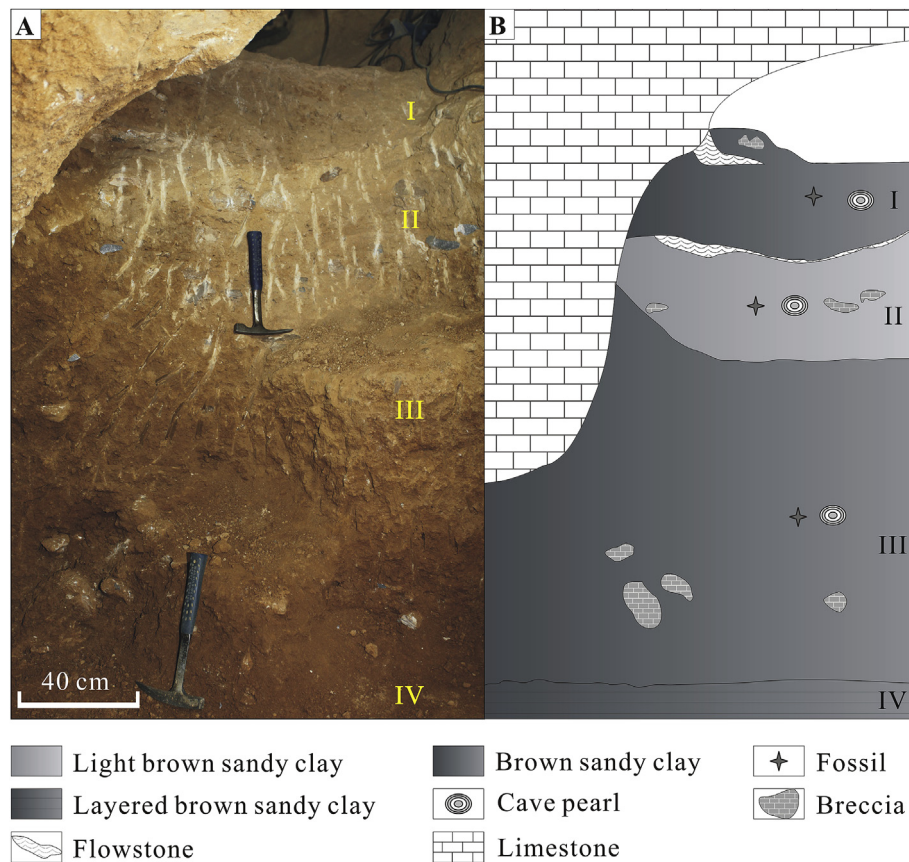 A
B
I
II
III
IV
40 cm
I
II
III
IV
Light brown sandy clay
Brown sandy clay
Fossil
Layered brown sandy clay
Cave pearl
Breccia
Flowstone
Limestone